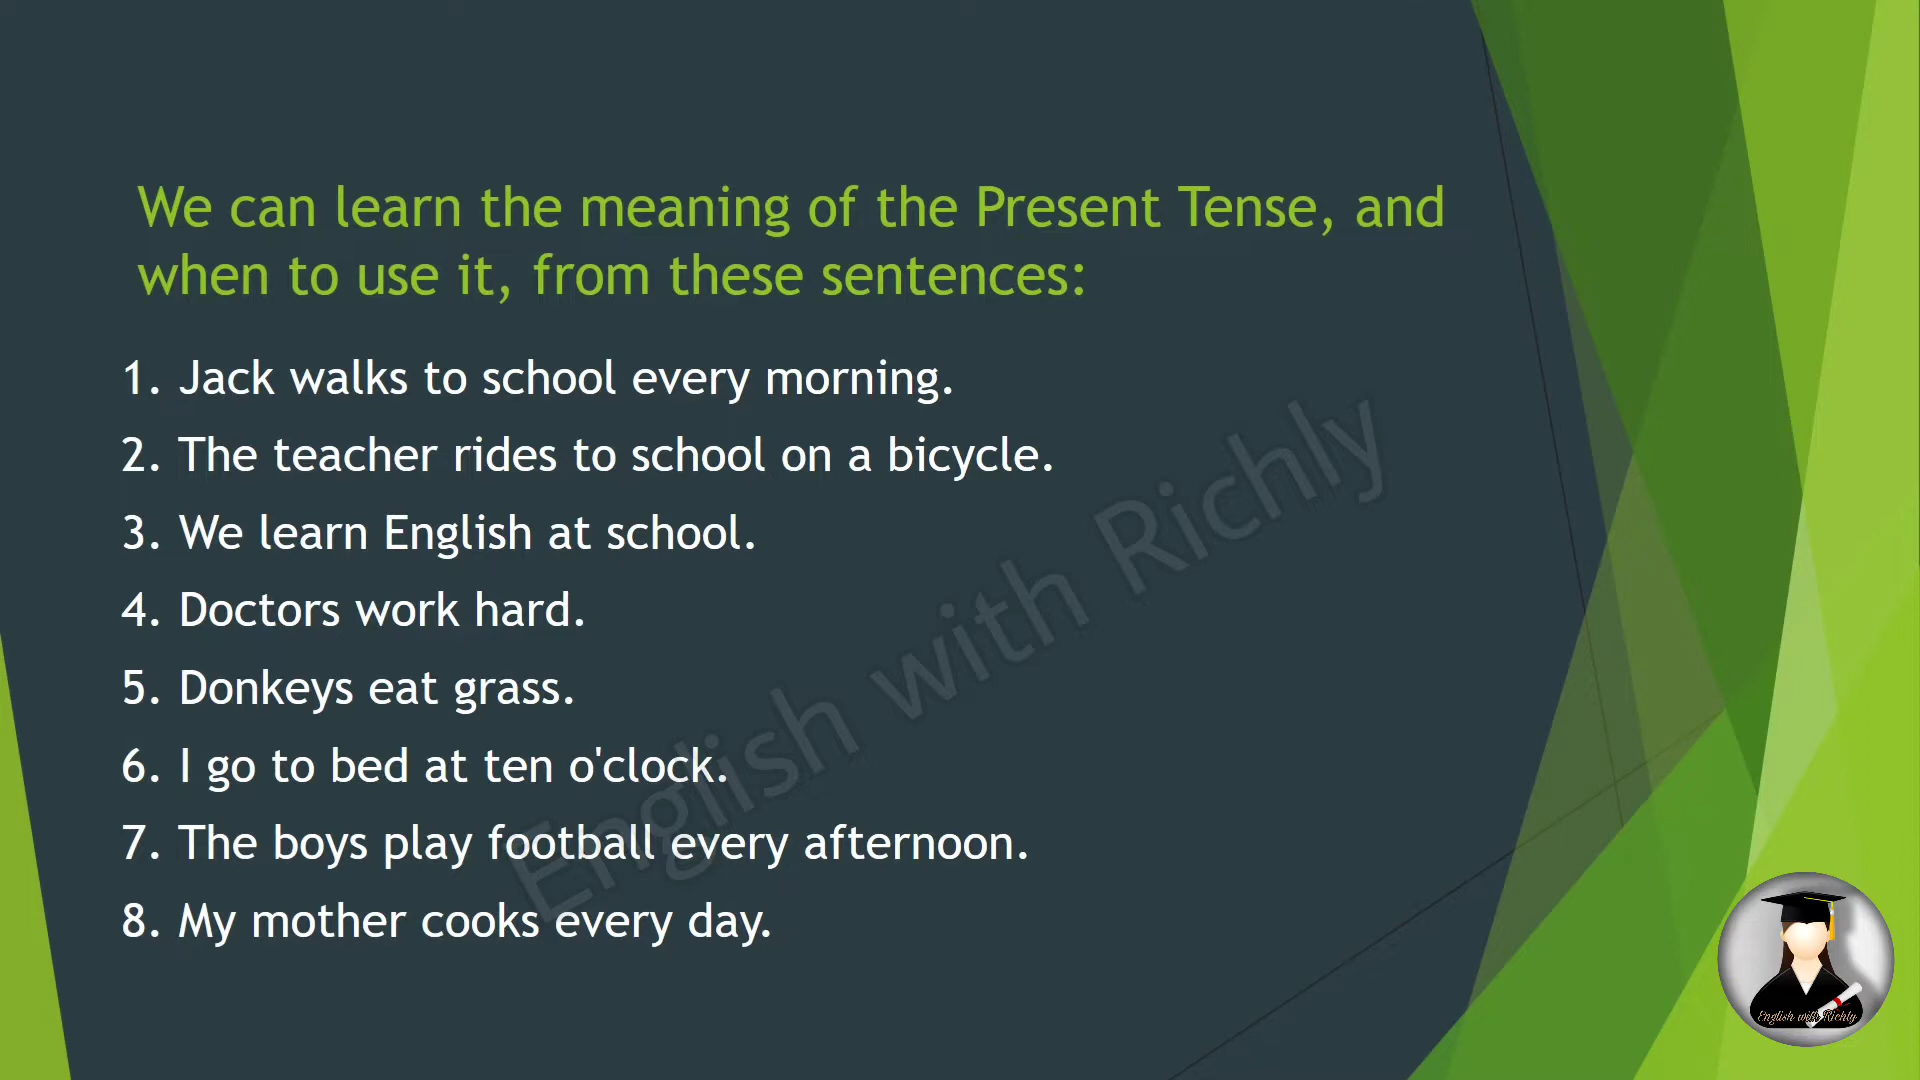 We can learn the meaning of the Present Tense, and
when to use it, from these sentences:
1. Jack walks to school every morning.
2. The teacher rides to school on a bicycle.
3. We learn English at school.
4. Doctors work hard.
5. Donkeys eat grass.
6. I go to bed at ten o'clock.
7. The boys play football every afternoon.
8. My mother cooks every day.
English with Richly
English with Richly